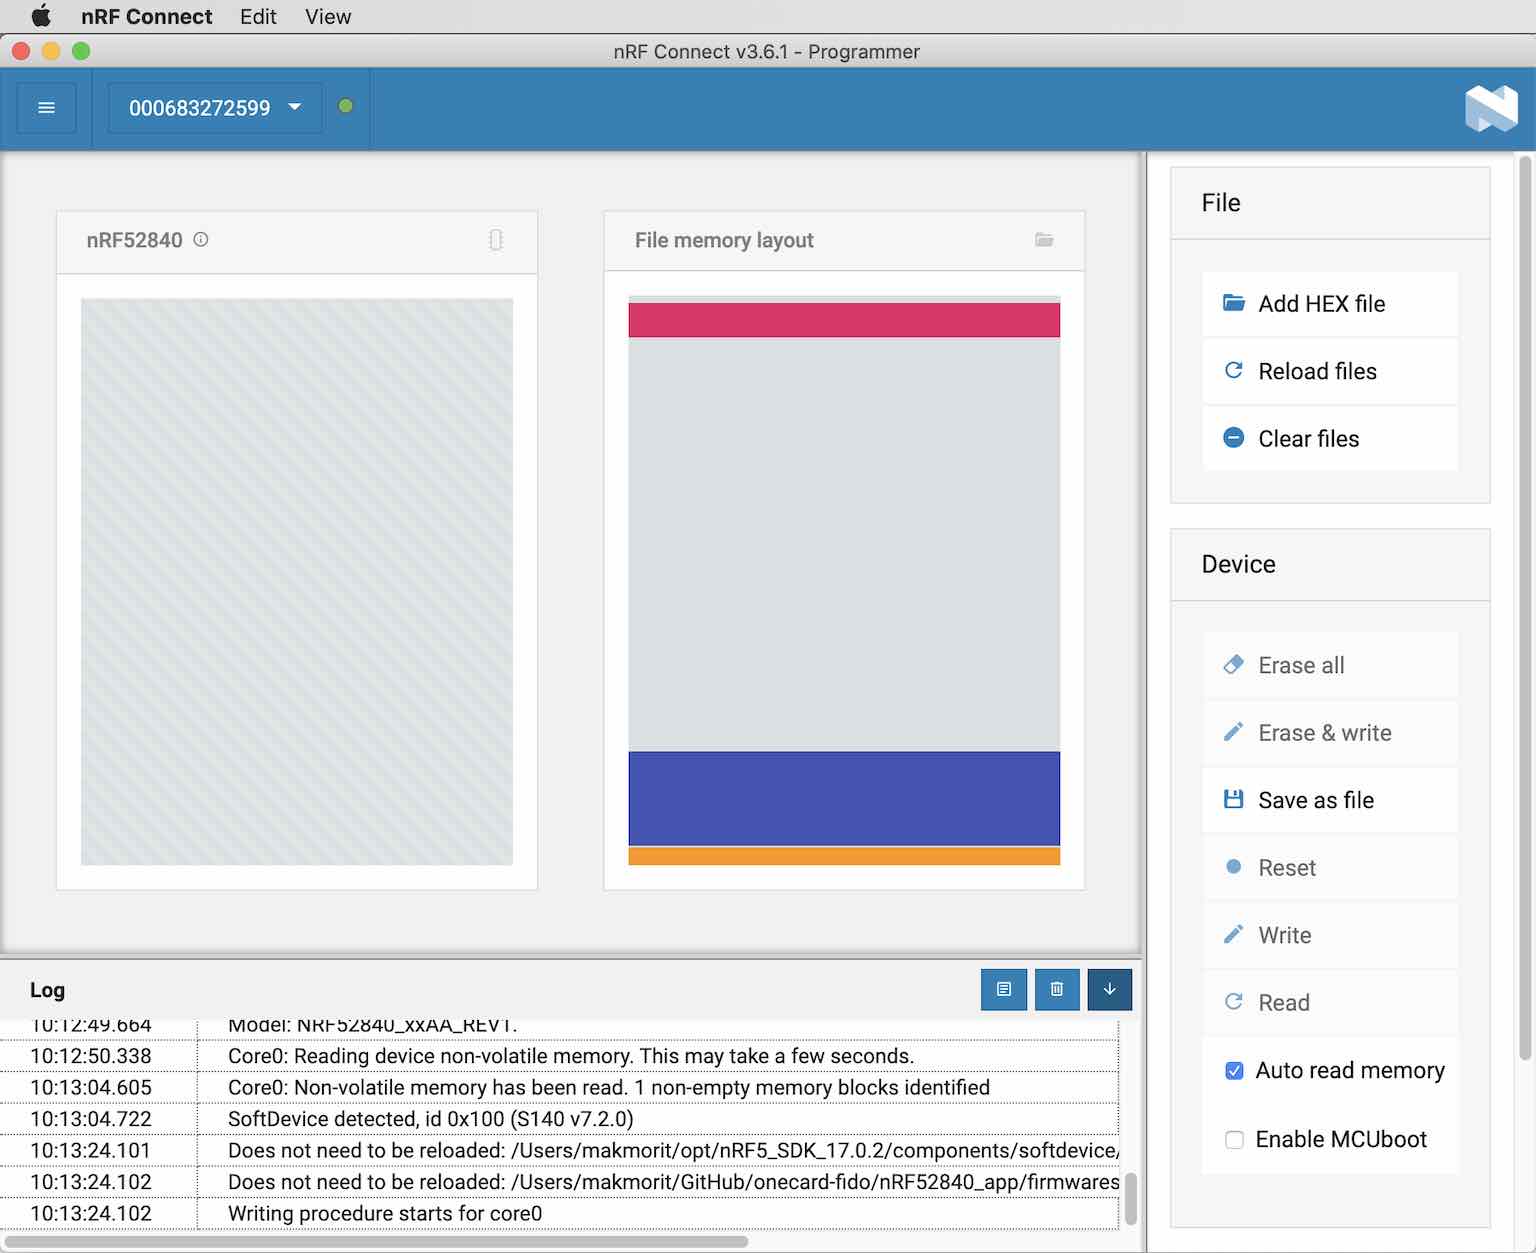 nRF Connect Edit View
nRF Connect v3.6.1 - Programmer
000683272599
nRF52840
File memory layout
File
Add HEX file
Reload files
Clear files
Device
Erase all
Erase & write
Save as file
Reset
Write
Read
Auto read memory
Enable MCUboot
Log
10:12:49.664 Model: NRF52840_xxAA_REV1.
10:12:50.338 Core0: Reading device non-volatile memory. This may take a few seconds.
10:13:04.605 Core0: Non-volatile memory has been read. 1 non-empty memory blocks identified
10:13:04.722 SoftDevice detected, id 0x100 (S140 v7.2.0)
10:13:24.101 Does not need to be reloaded: /Users/makmorit/opt/nRF5_SDK_17.0.2/components/softdevice/
10:13:24.102 Does not need to be reloaded: /Users/makmorit/GitHub/onecard-fido/nRF52840_app/firmwares
10:13:24.102 Writing procedure starts for core0